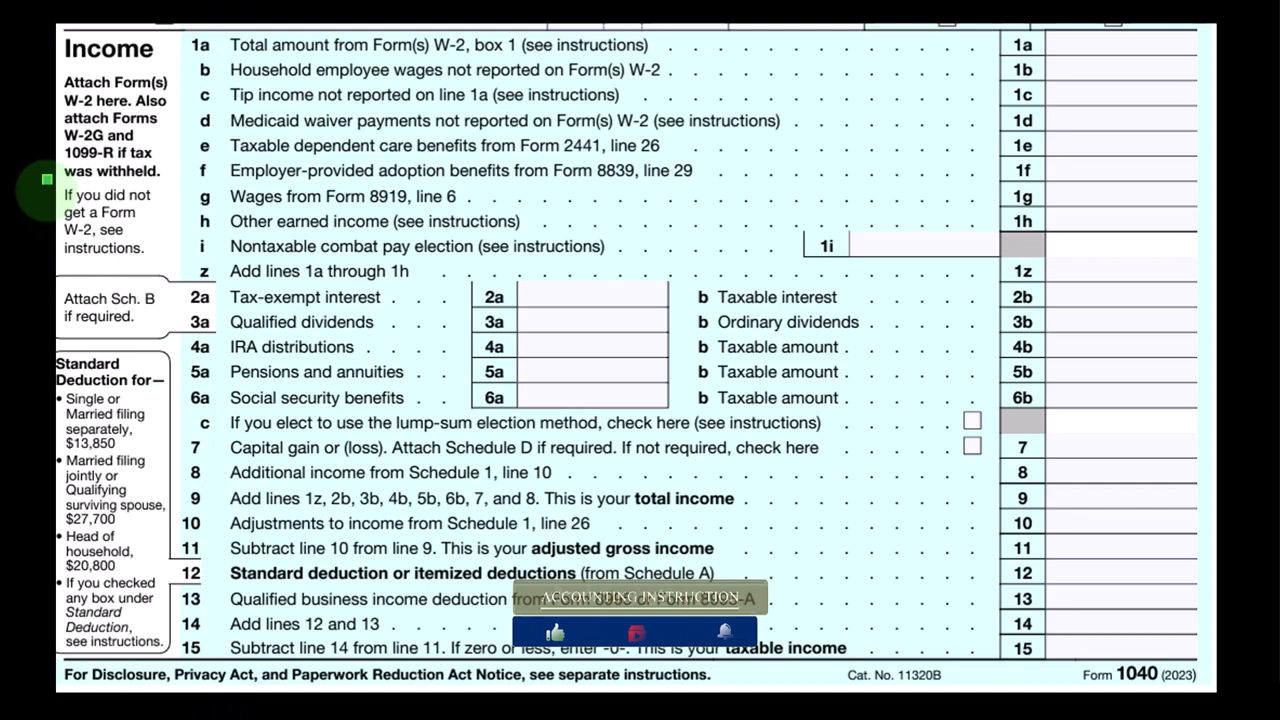 Income
Attach Form(s)
W-2 here. Also
attach Forms
W-2G and
1099-R if tax
was withheld.
If you did not
get a Form
W-2, see
instructions.
1a Total amount from Form(s) W-2, box 1 (see instructions) 1a
b Household employee wages not reported on Form(s) W-2 1b
c Tip income not reported on line 1a (see instructions) 1c
d Medicaid waiver payments not reported on Form(s) W-2 (see instructions) 1d
e Taxable dependent care benefits from Form 2441, line 26 1e
f Employer-provided adoption benefits from Form 8839, line 29 1f
g Wages from Form 8919, line 6 1g
h Other earned income (see instructions) 1h
i Nontaxable combat pay election (see instructions) 1i
z Add lines 1a through 1h 1z
Attach Sch. B
if required.
2a Tax-exempt interest 2a b Taxable interest 2b
3a Qualified dividends 3a b Ordinary dividends 3b
4a IRA distributions 4a b Taxable amount 4b
5a Pensions and annuities 5a b Taxable amount 5b
6a Social security benefits 6a b Taxable amount 6b
c If you elect to use the lump-sum election method, check here (see instructions)
7 Capital gain or (loss). Attach Schedule D if required. If not required, check here 7
8 Additional income from Schedule 1, line 10 8
9 Add lines 1z, 2b, 3b, 4b, 5b, 6b, 7, and 8. This is your total income 9
10 Adjustments to income from Schedule 1, line 26 10
11 Subtract line 10 from line 9. This is your adjusted gross income 11
12 Standard deduction or itemized deductions (from Schedule A) 12
13 Qualified business income deduction from Form 8995 or Form 8995-A 13
14 Add lines 12 and 13 14
15 Subtract line 14 from line 11. If zero or less, enter -0-. This is your taxable income 15
Standard
Deduction for—
• Single or
Married filing
separately,
$13,850
• Married filing
jointly or
Qualifying
surviving spouse,
$27,700
• Head of
household,
$20,800
• If you checked
any box under
Standard
Deduction,
see instructions.
ACCOUNTING INSTRUCTION
For Disclosure, Privacy Act, and Paperwork Reduction Act Notice, see separate instructions. Cat. No. 11320B Form 1040 (2023)